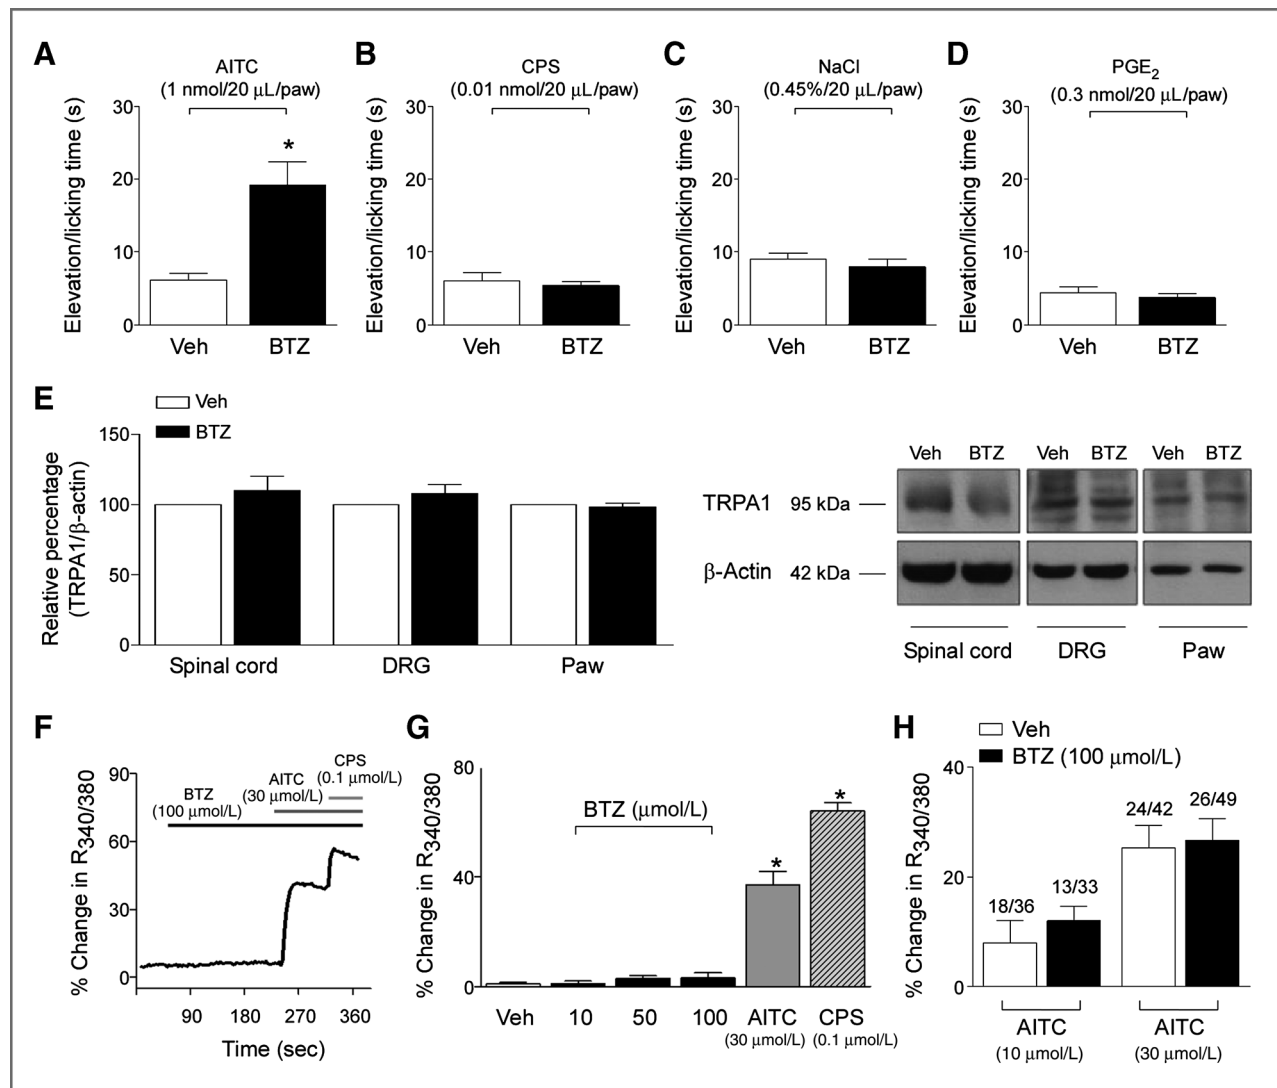 A
AITC
(1 nmol/20 μL/paw)
Elevation/licking time (s)
30
20
10
0
*
Veh
BTZ
B
CPS
(0.01 nmol/20 μL/paw)
Elevation/licking time (s)
30
20
10
0
Veh
BTZ
C
NaCl
(0.45%/20 μL/paw)
Elevation/licking time (s)
30
20
10
0
Veh
BTZ
D
PGE2
(0.3 nmol/20 μL/paw)
Elevation/licking time (s)
30
20
10
0
Veh
BTZ
E
Veh
BTZ
Relative percentage
(TRPA1/β-actin)
150
100
50
0
Spinal cord
DRG
Paw
Veh BTZ Veh BTZ Veh BTZ
TRPA1 95 kDa
β-Actin 42 kDa
Spinal cord
DRG
Paw
F
% Change in R340/380
90
60
30
0
BTZ
(100 μmol/L)
AITC
(30 μmol/L)
CPS
(0.1 μmol/L)
90 180 270 360
Time (sec)
G
% Change in R340/380
80
40
0
BTZ (μmol/L)
*
*
Veh 10 50 100 AITC CPS
(30 μmol/L) (0.1 μmol/L)
H
Veh
BTZ (100 μmol/L)
% Change in R340/380
40
20
0
18/36
13/33
24/42
26/49
AITC
(10 μmol/L)
AITC
(30 μmol/L)